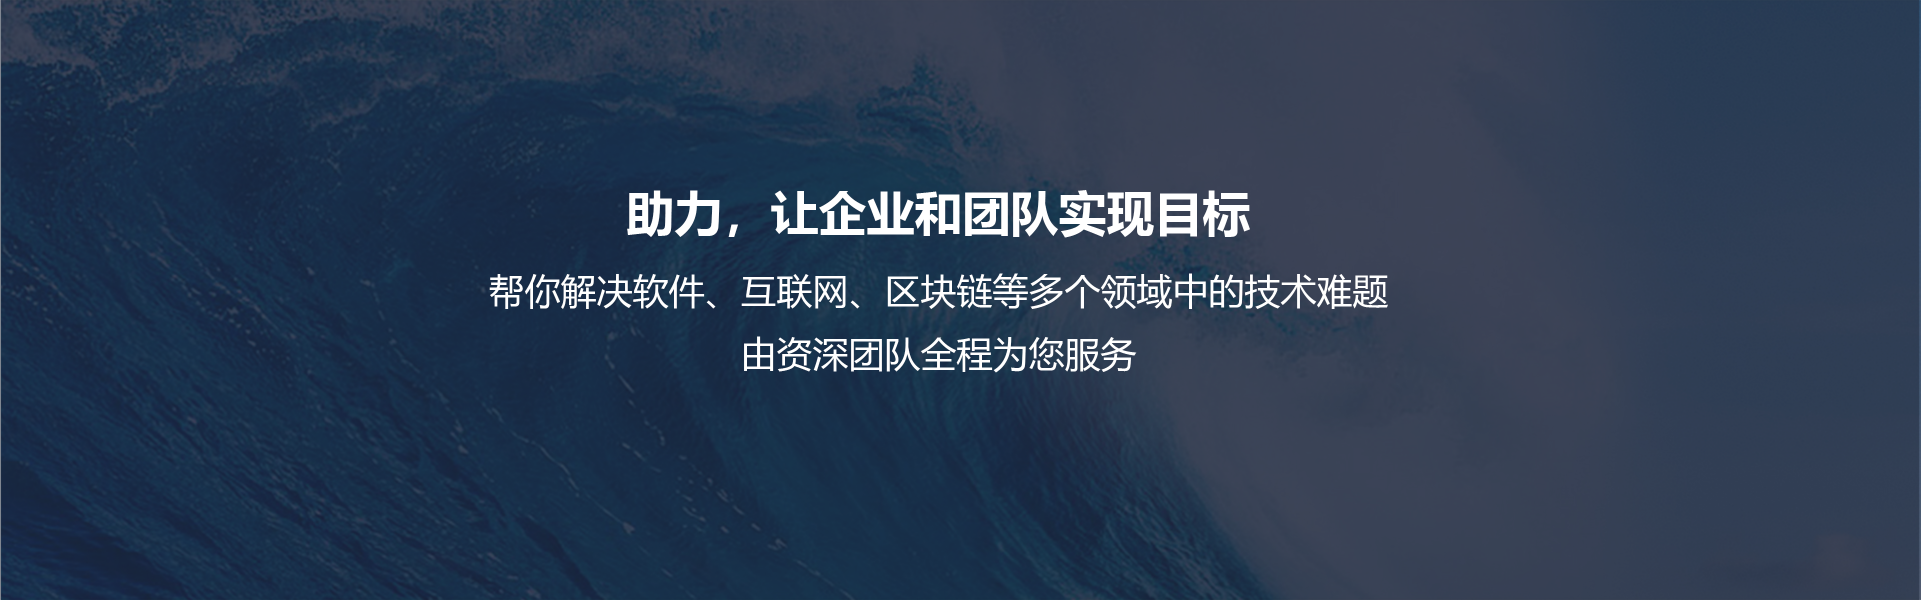 助力，让企业和团队实现目标
帮你解决软件、互联网、区块链等多个领域中的技术难题
由资深团队全程为您服务